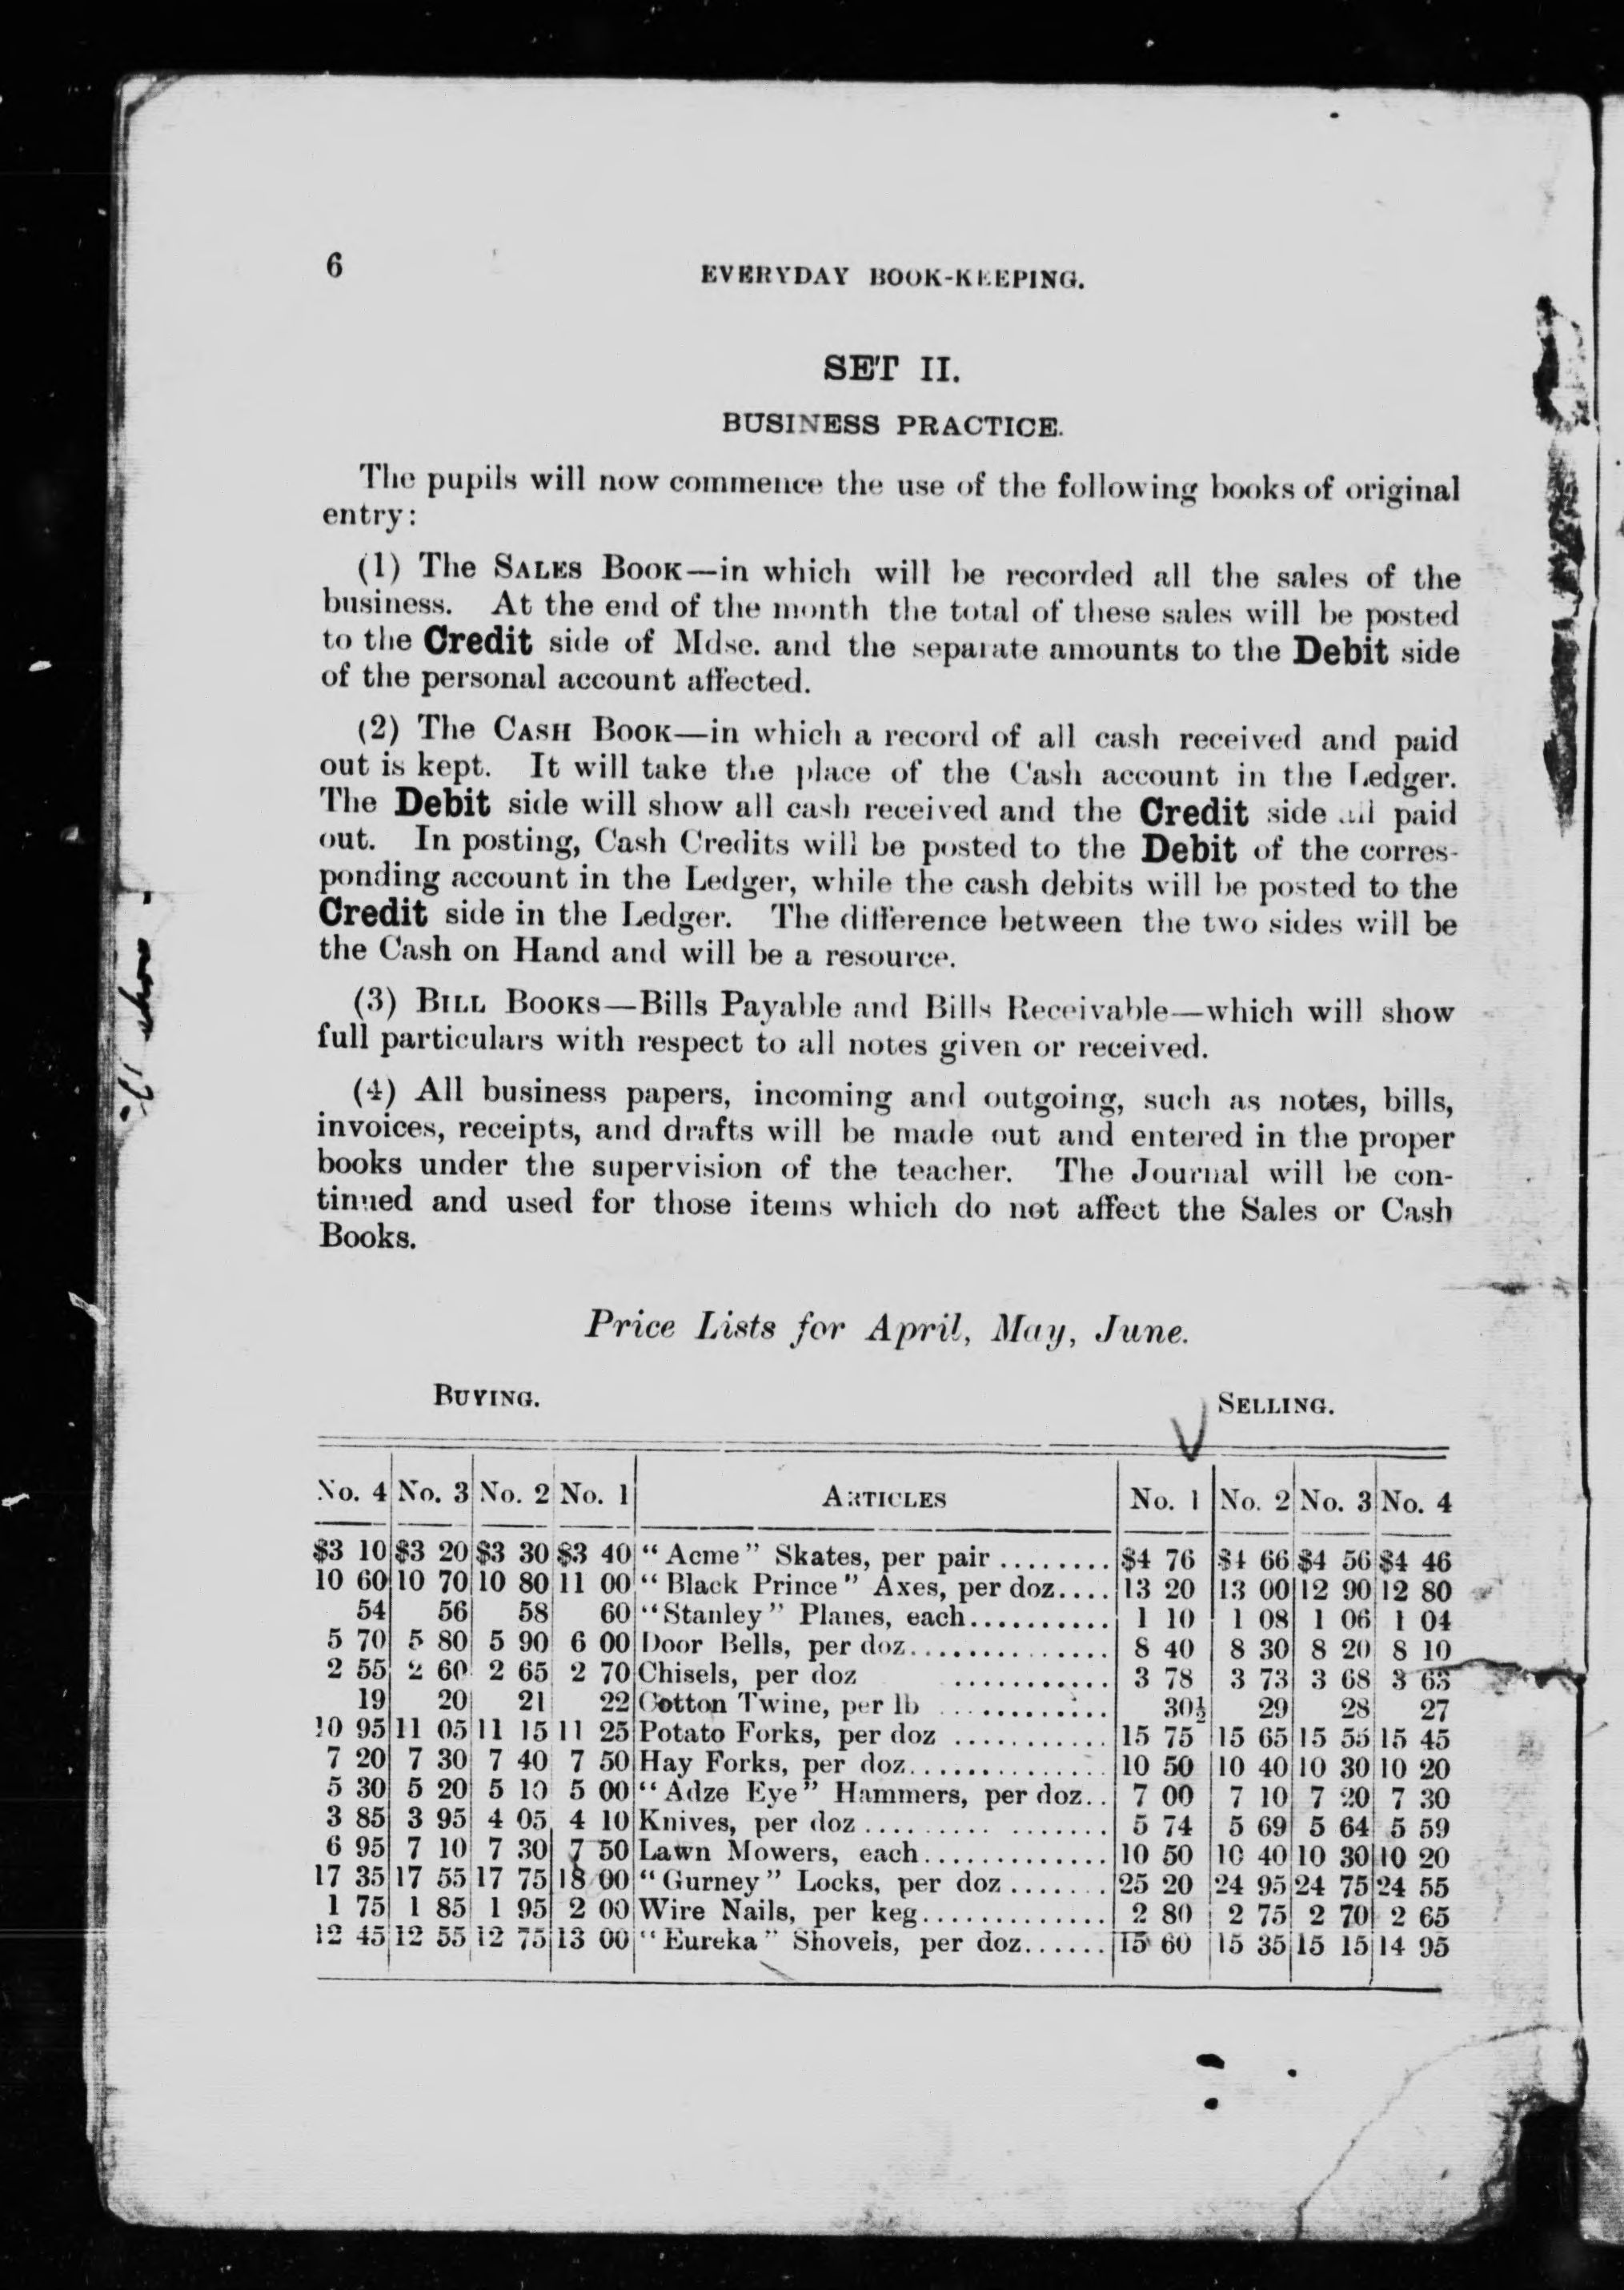 6
EVERYDAY BOOK-KEEPING.
SET II.
BUSINESS PRACTICE.
The pupils will now commence the use of the following books of original
entry:
(1) The SALES BOOK—in which will be recorded all the sales of the
business. At the end of the month the total of these sales will be posted
to the Credit side of Mdse. and the separate amounts to the Debit side
of the personal account affected.
(2) The CASH BOOK—in which a record of all cash received and paid
out is kept. It will take the place of the Cash account in the Ledger.
The Debit side will show all cash received and the Credit side all paid
out. In posting, Cash Credits will be posted to the Debit of the corres-
ponding account in the Ledger, while the cash debits will be posted to the
Credit side in the Ledger. The difference between the two sides will be
the Cash on Hand and will be a resource.
(3) BILL BOOKS—Bills Payable and Bills Receivable—which will show
full particulars with respect to all notes given or received.
(4) All business papers, incoming and outgoing, such as notes, bills,
invoices, receipts, and drafts will be made out and entered in the proper
books under the supervision of the teacher. The Journal will be con-
tinued and used for those items which do not affect the Sales or Cash
Books.
Price Lists for April, May, June.
BUYING. SELLING.
No. 4 No. 3 No. 2 No. 1 ARTICLES No. 1 No. 2 No. 3 No. 4
$3 10 $3 20 $3 30 $3 40 "Acme" Skates, per pair ........ $4 76 $4 66 $4 56 $4 46
10 60 10 70 10 80 11 00 "Black Prince" Axes, per doz.... 13 20 13 00 12 90 12 80
54 56 58 60 "Stanley" Planes, each........... 1 10 1 08 1 06 1 04
5 70 5 80 5 90 6 00 Door Bells, per doz............... 8 40 8 30 8 20 8 10
2 55 2 60 2 65 2 70 Chisels, per doz ........... 3 78 3 73 3 68 3 63
19 20 21 22 Cotton Twine, per lb ............ 30½ 29 28 27
10 95 11 05 11 15 11 25 Potato Forks, per doz ........... 15 75 15 65 15 55 15 45
7 20 7 30 7 40 7 50 Hay Forks, per doz............... 10 50 10 40 10 30 10 20
5 30 5 20 5 10 5 00 "Adze Eye" Hammers, per doz.. 7 00 7 10 7 20 7 30
3 85 3 95 4 05 4 10 Knives, per doz ................. 5 74 5 69 5 64 5 59
6 95 7 10 7 30 7 50 Lawn Mowers, each.............. 10 50 10 40 10 30 10 20
17 35 17 55 17 75 18 00 "Gurney" Locks, per doz ....... 25 20 24 95 24 75 24 55
1 75 1 85 1 95 2 00 Wire Nails, per keg.............. 2 80 2 75 2 70 2 65
12 45 12 55 12 75 13 00 "Eureka" Shovels, per doz...... 15 60 15 35 15 15 14 95